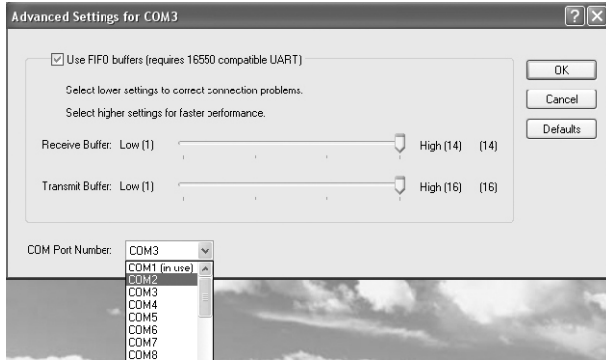 Advanced Settings for COM3
Use FIFO buffers (requires 16550 compatible UART)
Select lower settings to correct connection problems.
Select higher settings for faster performance.
Receive Buffer: Low (1) High (14) (14)
Transmit Buffer: Low (1) High (16) (16)
OK
Cancel
Defaults
COM Port Number: COM3
COM1 (in use)
COM2
COM3
COM4
COM5
COM6
COM7
COM8